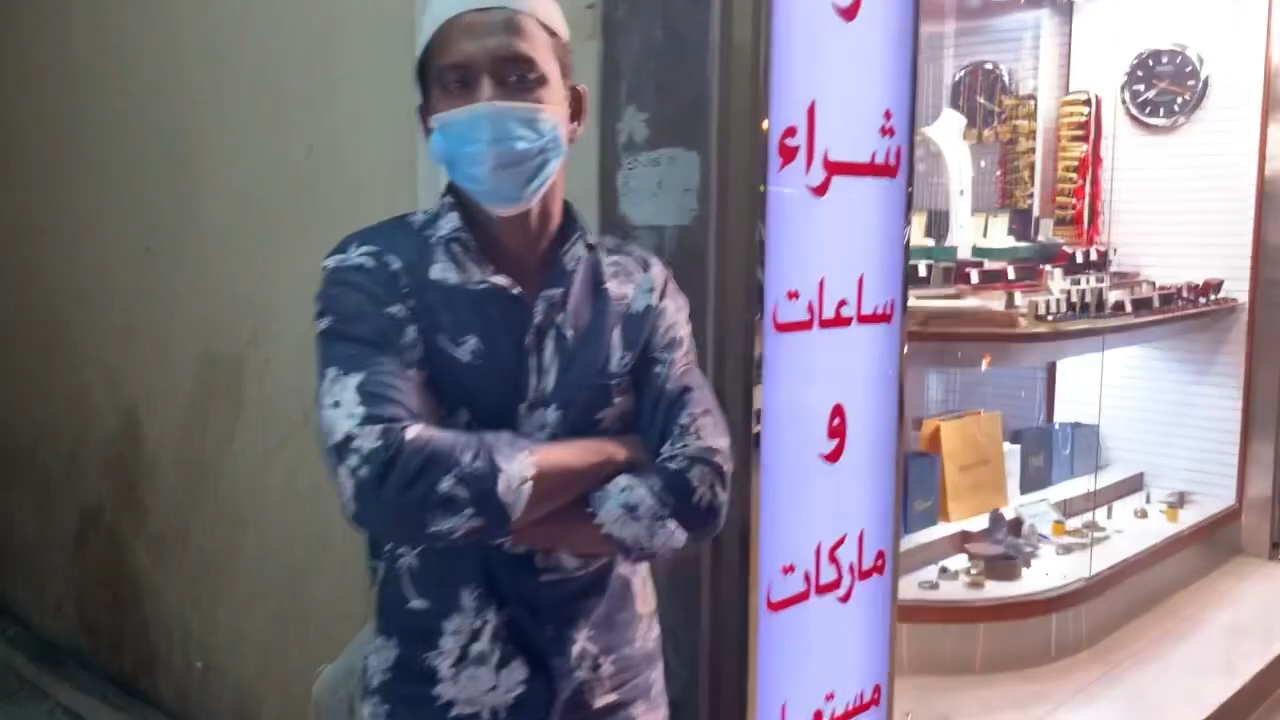 و
شراء
ساعات
و
ماركات